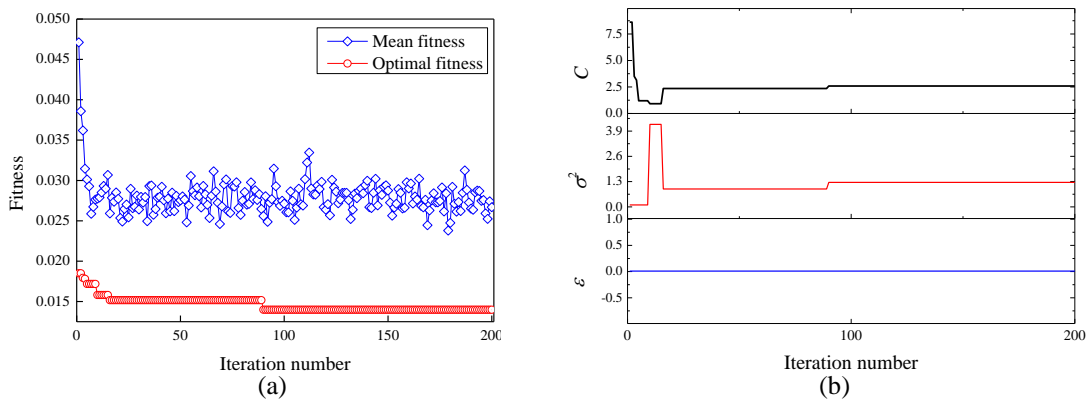 0.050
0.045
0.040
0.035
0.030
0.025
0.020
0.015
Fitness
Mean fitness
Optimal fitness
0
50
100
150
200
Iteration number
(a)
7.5
5.0
2.5
0.0
C
3.9
2.6
1.3
0.0
σ²
1.0
0.5
0.0
-0.5
ε
0
100
200
Iteration number
(b)